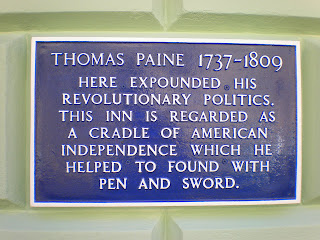 THOMAS PAINE 1737-1809
HERE EXPOUNDED HIS
REVOLUTIONARY POLITICS.
THIS INN IS REGARDED AS
A CRADLE OF AMERICAN
INDEPENDENCE WHICH HE
HELPED TO FOUND WITH
PEN AND SWORD.